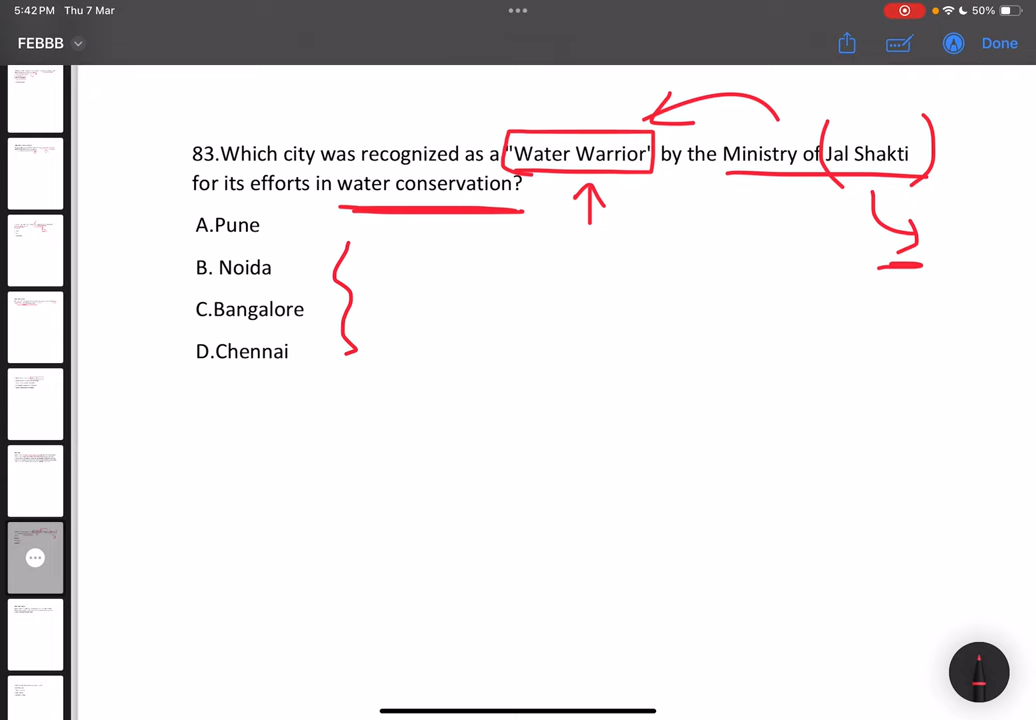 5:42 PM Thu 7 Mar
50%
FEBBB
Done
83.Which city was recognized as a "Water Warrior" by the Ministry of Jal Shakti
for its efforts in water conservation?
A.Pune
B. Noida
C.Bangalore
D.Chennai